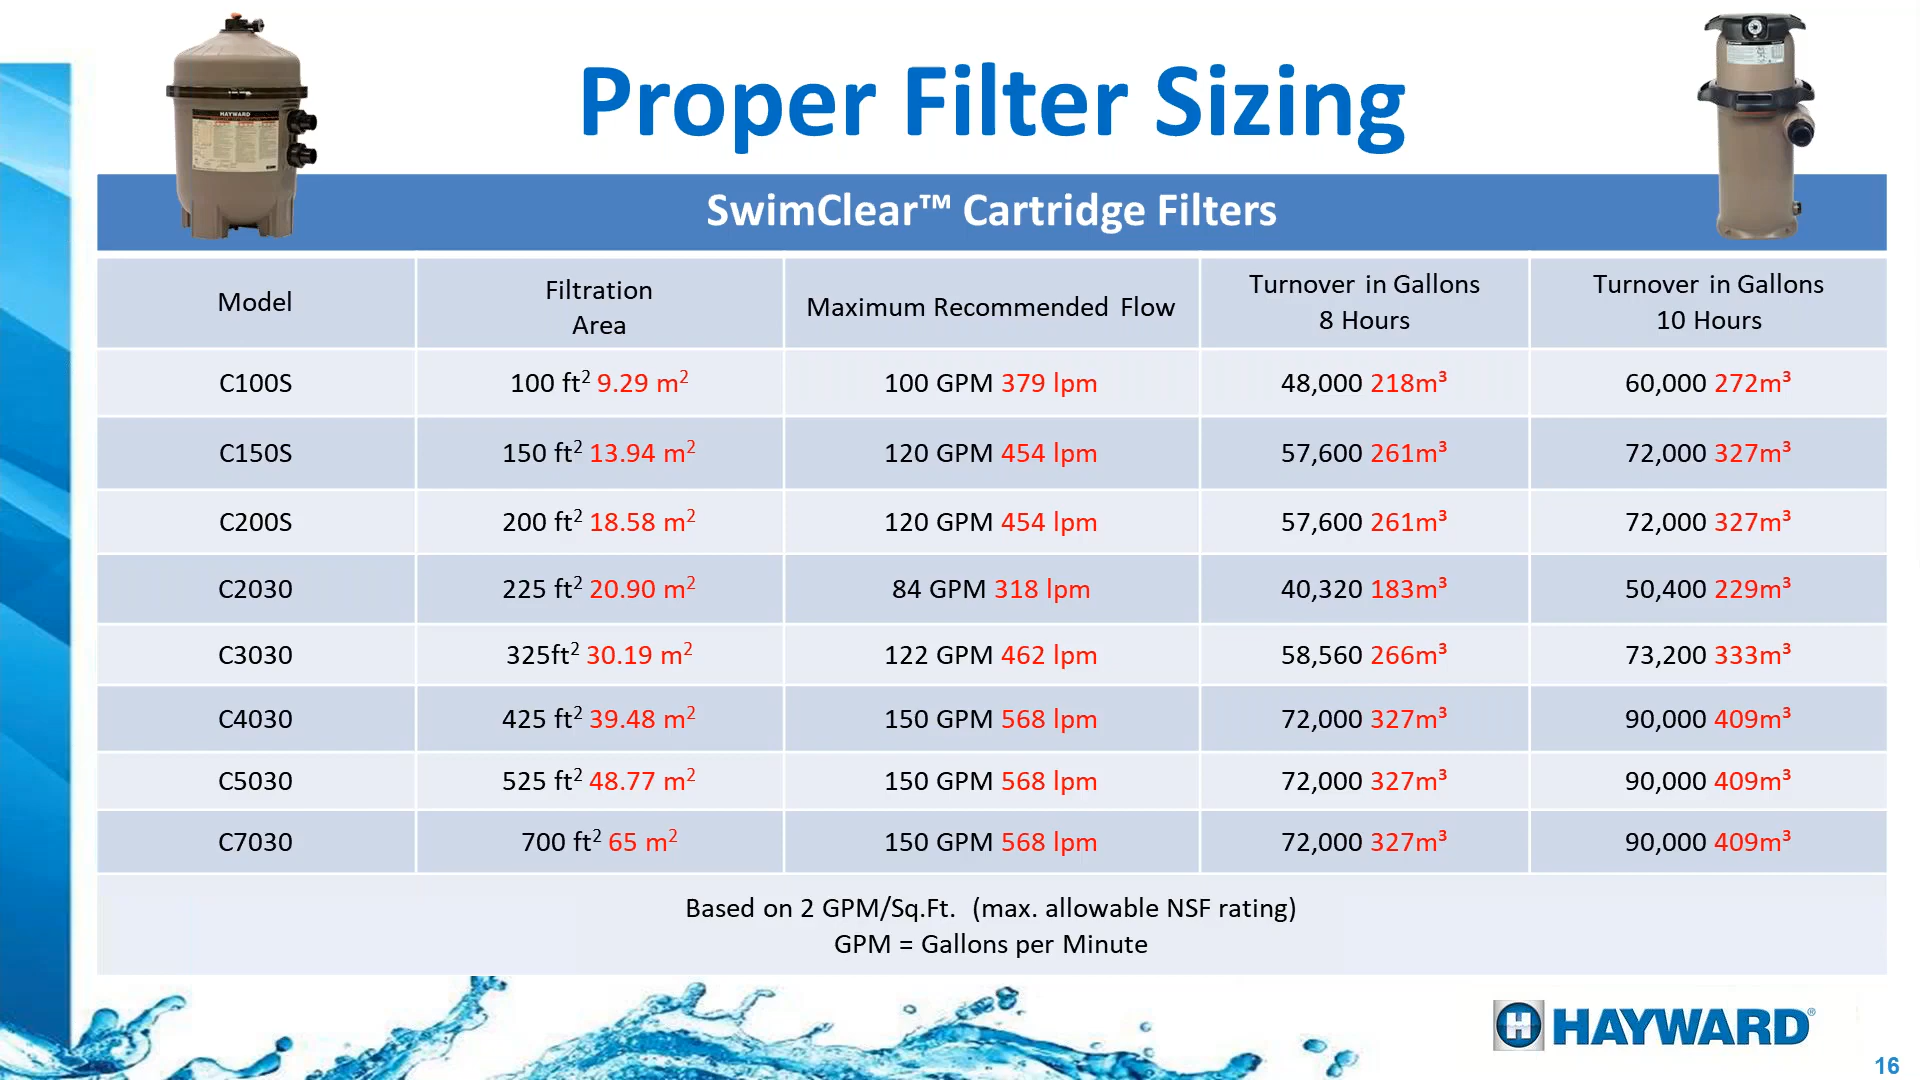 Proper Filter Sizing
HAYWARD
SwimClear™ Cartridge Filters
Model
Filtration
Area
Maximum Recommended Flow
Turnover in Gallons
8 Hours
Turnover in Gallons
10 Hours
C100S 100 ft² 9.29 m² 100 GPM 379 lpm 48,000 218m³ 60,000 272m³
C150S 150 ft² 13.94 m² 120 GPM 454 lpm 57,600 261m³ 72,000 327m³
C200S 200 ft² 18.58 m² 120 GPM 454 lpm 57,600 261m³ 72,000 327m³
C2030 225 ft² 20.90 m² 84 GPM 318 lpm 40,320 183m³ 50,400 229m³
C3030 325ft² 30.19 m² 122 GPM 462 lpm 58,560 266m³ 73,200 333m³
C4030 425 ft² 39.48 m² 150 GPM 568 lpm 72,000 327m³ 90,000 409m³
C5030 525 ft² 48.77 m² 150 GPM 568 lpm 72,000 327m³ 90,000 409m³
C7030 700 ft² 65 m² 150 GPM 568 lpm 72,000 327m³ 90,000 409m³
Based on 2 GPM/Sq.Ft. (max. allowable NSF rating)
GPM = Gallons per Minute
H HAYWARD®
16